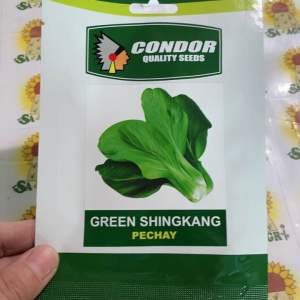 CONDOR
QUALITY SEEDS
GREEN SHINGKANG
PECHAY